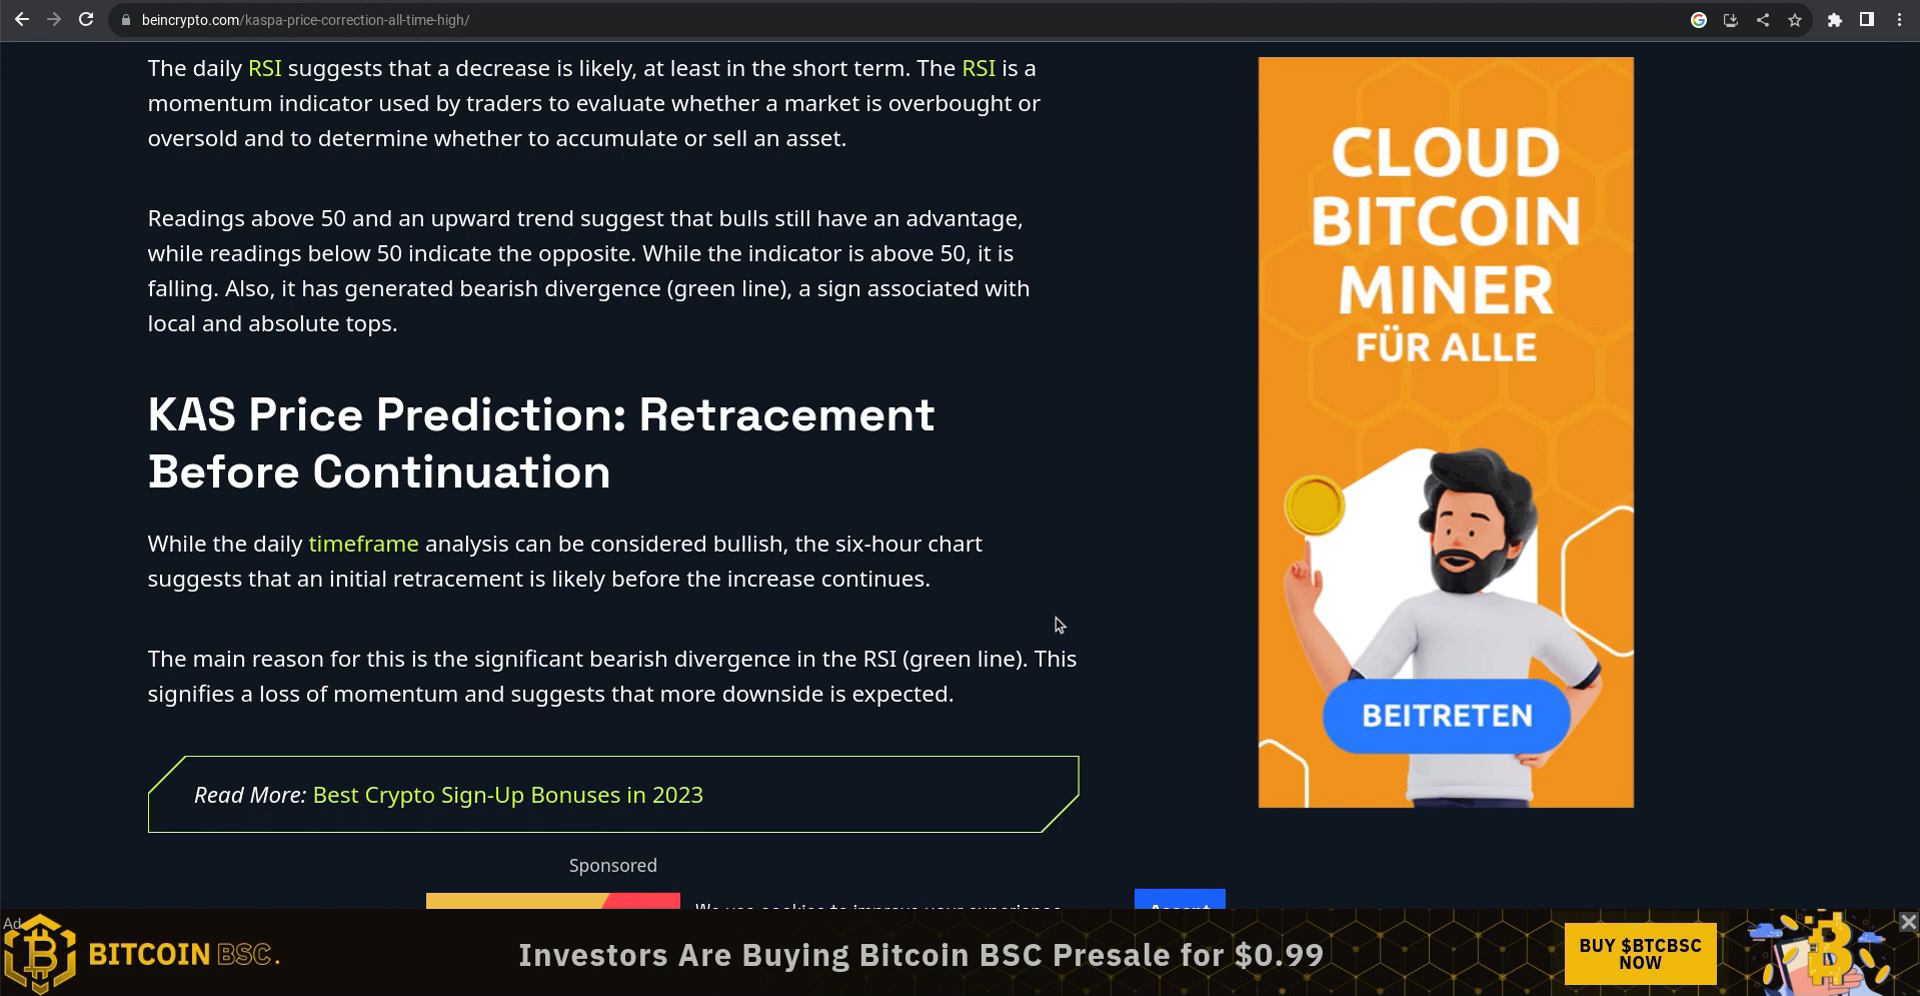 beincrypto.com/kaspa-price-correction-all-time-high/
The daily RSI suggests that a decrease is likely, at least in the short term. The RSI is a
momentum indicator used by traders to evaluate whether a market is overbought or
oversold and to determine whether to accumulate or sell an asset.
Readings above 50 and an upward trend suggest that bulls still have an advantage,
while readings below 50 indicate the opposite. While the indicator is above 50, it is
falling. Also, it has generated bearish divergence (green line), a sign associated with
local and absolute tops.
KAS Price Prediction: Retracement
Before Continuation
While the daily timeframe analysis can be considered bullish, the six-hour chart
suggests that an initial retracement is likely before the increase continues.
The main reason for this is the significant bearish divergence in the RSI (green line). This
signifies a loss of momentum and suggests that more downside is expected.
Read More: Best Crypto Sign-Up Bonuses in 2023
Sponsored
CLOUD
BITCOIN
MINER
FÜR ALLE
BEITRETEN
We use cookies to improve your experience
Accept
Ad
BITCOIN BSC.
Investors Are Buying Bitcoin BSC Presale for $0.99
BUY $BTCBSC
NOW